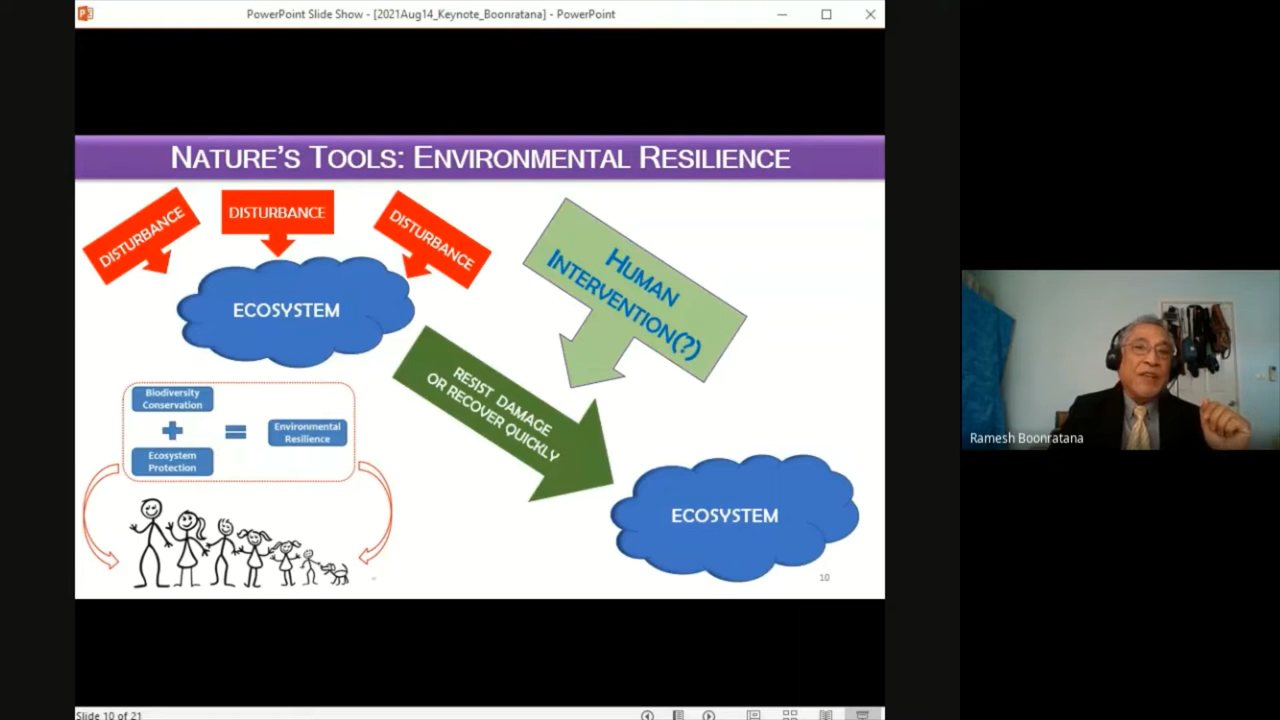 PowerPoint Slide Show - [2021Aug14_Keynote_Boonratana] - PowerPoint
NATURE'S TOOLS: ENVIRONMENTAL RESILIENCE
DISTURBANCE
DISTURBANCE
DISTURBANCE
HUMAN
INTERVENTION(?)
ECOSYSTEM
RESIST DAMAGE
OR RECOVER QUICKLY
Biodiversity
Conservation
Environmental
Resilience
Ecosystem
Protection
ECOSYSTEM
10
Ramesh Boonratana
Slide 10 of 21